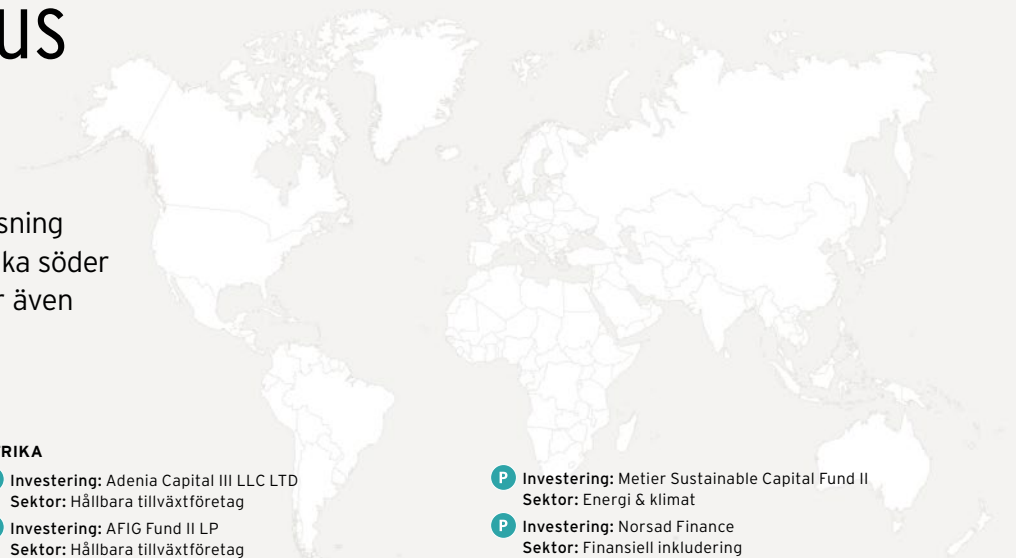 us
sning
ka söder
r även
RIKA
Investering: Adenia Capital III LLC LTD
Sektor: Hållbara tillväxtföretag
Investering: AFIG Fund II LP
Sektor: Hållbara tillväxtföretag
P Investering: Metier Sustainable Capital Fund II
Sektor: Energi & klimat
P Investering: Norsad Finance
Sektor: Finansiell inkludering